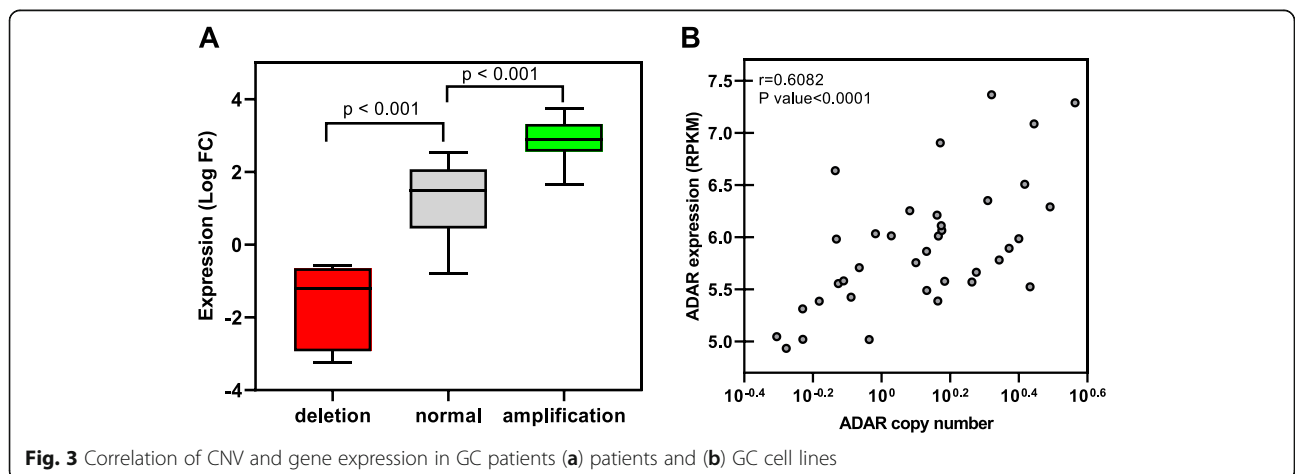 A
Expression (Log FC)
4
2
0
-2
-4
p < 0.001
p < 0.001
deletion normal amplification
B
ADAR expression (RPKM)
7.5
7.0
6.5
6.0
5.5
5.0
r=0.6082
P value<0.0001
10^-0.4 10^-0.2 10^0 10^0.2 10^0.4 10^0.6
ADAR copy number
Fig. 3 Correlation of CNV and gene expression in GC patients (a) patients and (b) GC cell lines